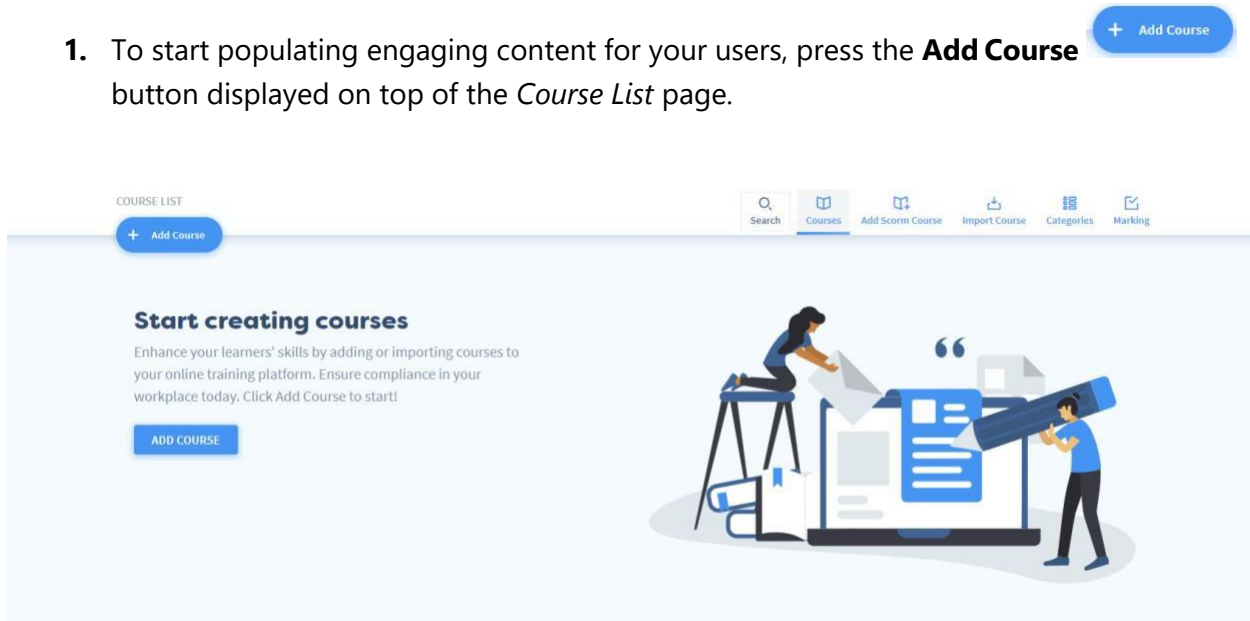 + Add Course
1. To start populating engaging content for your users, press the Add Course
button displayed on top of the Course List page.
COURSE LIST
+ Add Course
Search Courses Add Scorm Course Import Course Categories Marking
Start creating courses
Enhance your learners' skills by adding or importing courses to
your online training platform. Ensure compliance in your
workplace today. Click Add Course to start!
ADD COURSE